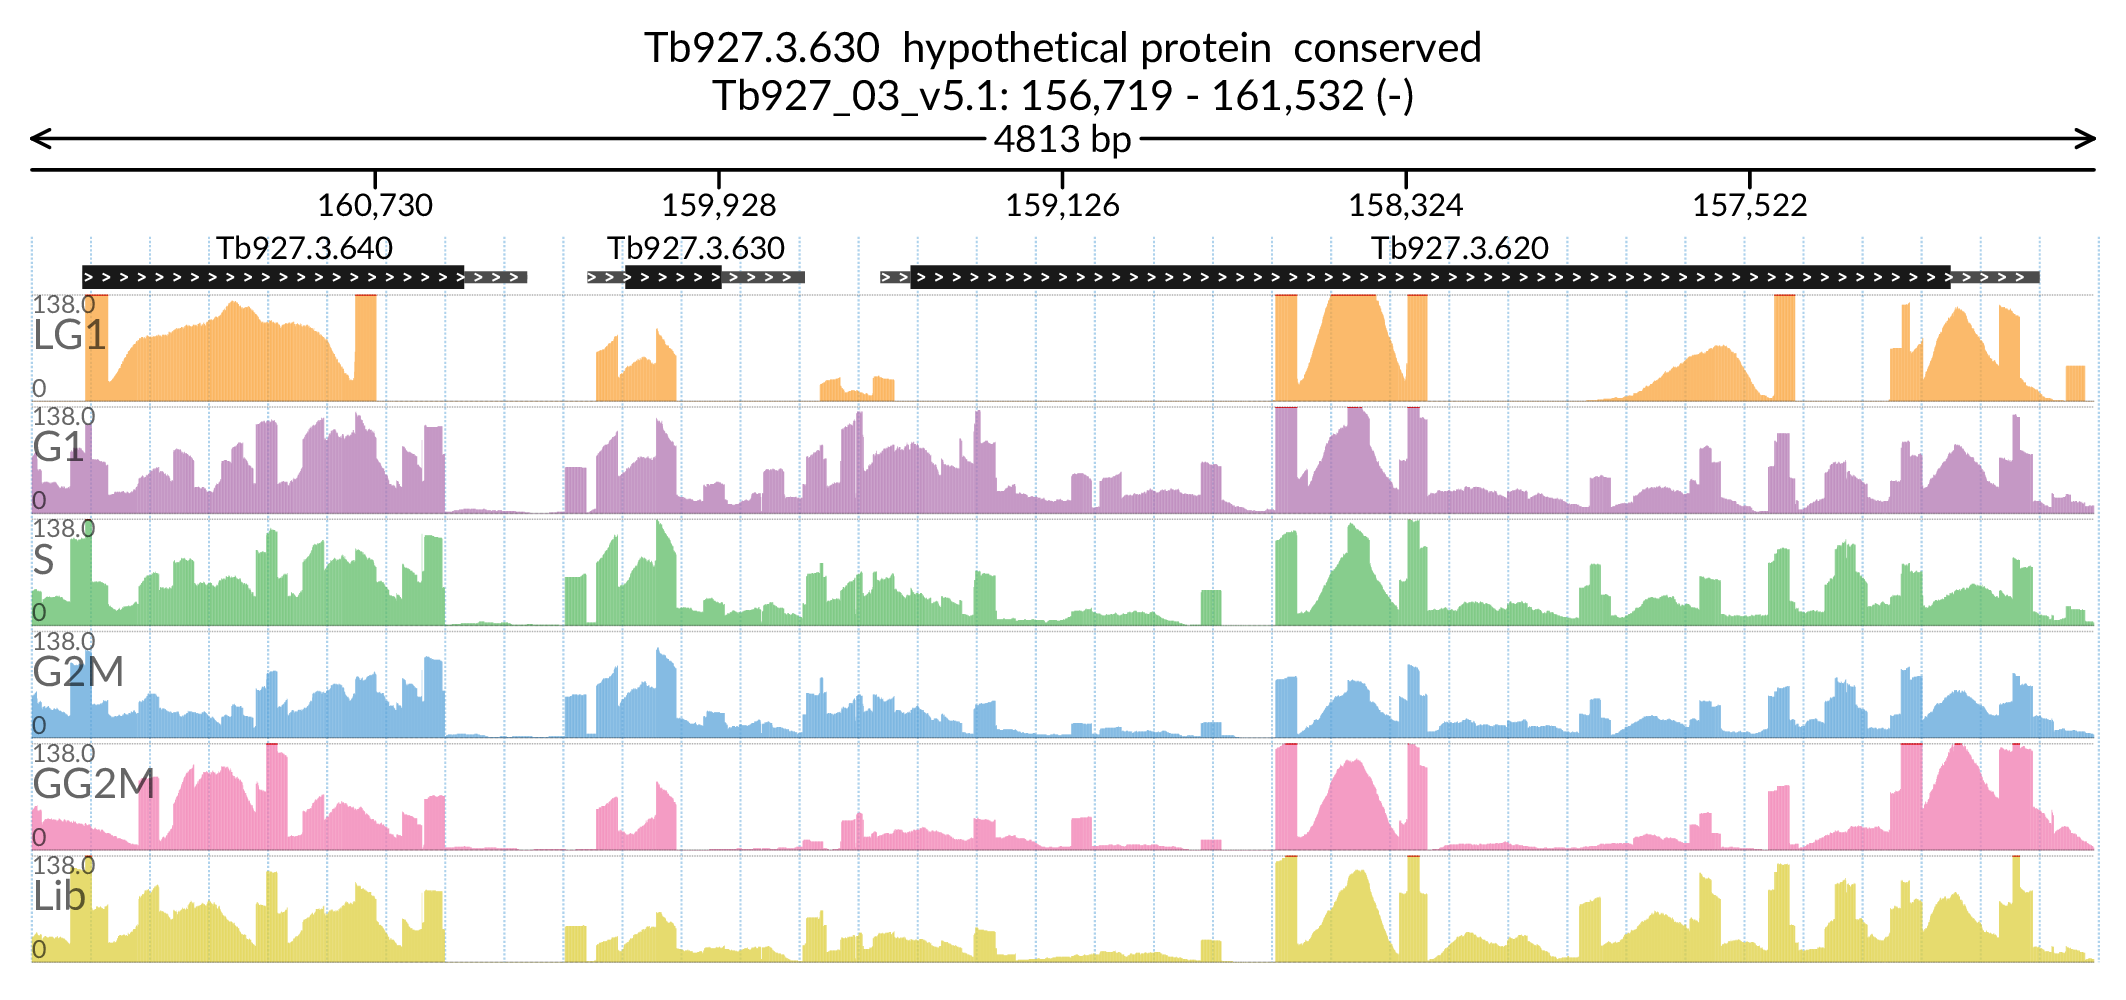 Tb927.3.630  hypothetical protein  conserved
Tb927_03_v5.1: 156,719 - 161,532 (-)
4813 bp
160,730 159,928 159,126 158,324 157,522
Tb927.3.640 Tb927.3.630 Tb927.3.620
138.0
LG1
0
138.0
G1
0
138.0
S
0
138.0
G2M
0
138.0
GG2M
0
138.0
Lib
0